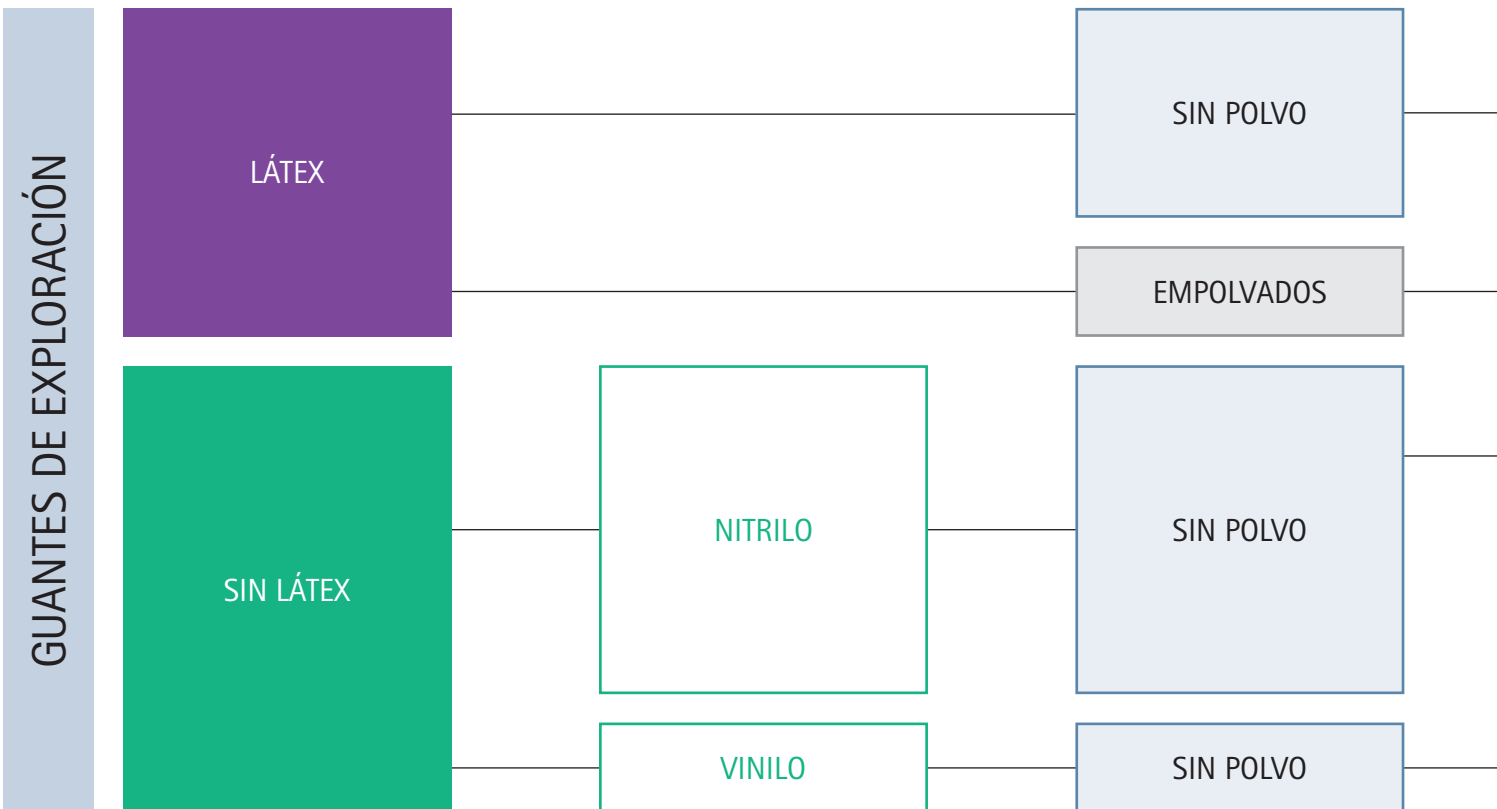 GUANTES DE EXPLORACIÓN
LÁTEX
SIN POLVO
EMPOLVADOS
SIN LÁTEX
NITRILO
SIN POLVO
VINILO
SIN POLVO